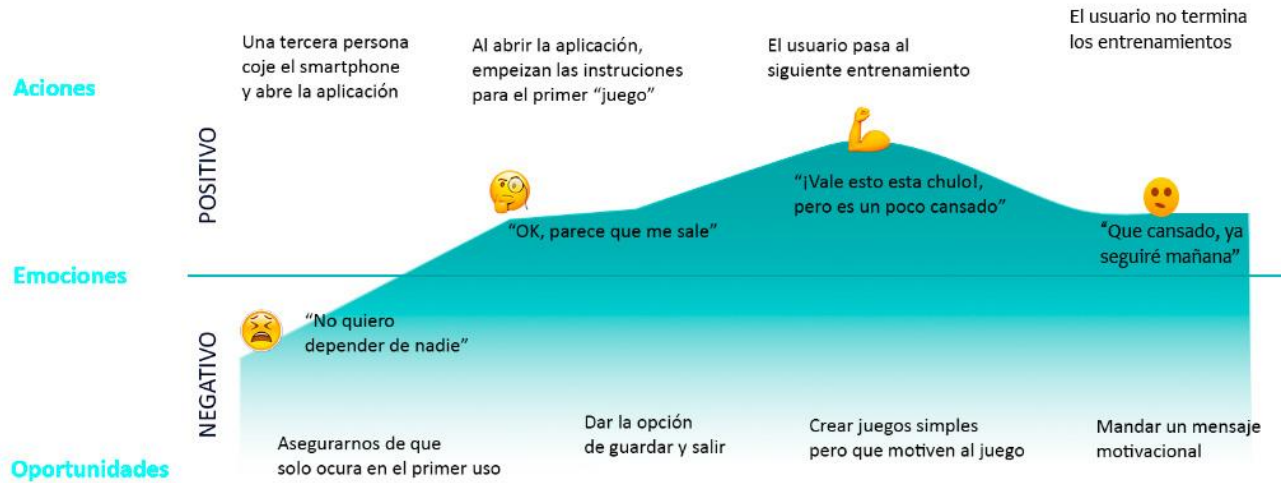 Aciones
Una tercera persona
coje el smartphone
y abre la aplicación
Al abrir la aplicación,
empeizan las instruciones
para el primer “juego”
El usuario pasa al
siguiente entrenamiento
El usuario no termina
los entrenamientos
POSITIVO
Emociones
NEGATIVO
“No quiero
depender de nadie”
“OK, parece que me sale”
“¡Vale esto esta chulo!,
pero es un poco cansado”
“Que cansado, ya
seguiré mañana”
Oportunidades
Asegurarnos de que
solo ocura en el primer uso
Dar la opción
de guardar y salir
Crear juegos simples
pero que motiven al juego
Mandar un mensaje
motivacional